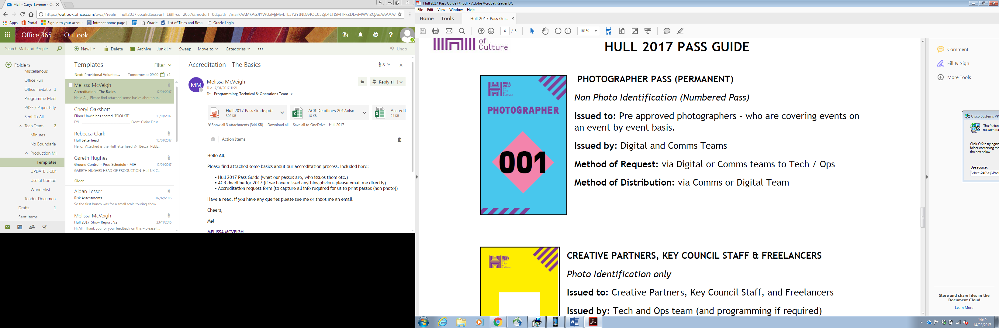 Mail - Carys Tavener - O
https://outlook.office.com/owa/?realm=hull2017.co.uk&exsvurl=1&ll-cc=2057&modurl=0&path=/mail/
Apps Portal Sign in to your accou Intranet home page | Oracle List of Titles and Resp Oracle Login
Office 365 Outlook
Search Mail and People
New Delete Archive Junk Sweep Move to Categories ••• Undo
Folders
Miscellanous
Office Fun
Office Invitatio 1
Programme Meet
PRSF / Paper City
Sent To All
Tech Team 2
Minutes
No Boundarie
Production Ma
Templates
UPDATE LICEN
Useful Contac
Wunderlist
Tender Documen
Drafts 1
Sent Items
Templates Filter
Next: Provisional Voluntee... Tomorrow at 09:00 +1
Melissa McVeigh
Accreditation - The Basics 17/01/2017
Hello All, Please find attached some basics about our...
Cheryl Oakshott
Elinor Unwin has shared 'TOOLKIT' 13/01/2017
FYI ________________________________ From: Claire Drur...
Rebecca Clark
Hull Letterhead 13/01/2017
Hello, Attached is the Hull letterhead ☺ Becca REBE...
Gareth Hughes
Ground Control - Prod Schedule - MIH 12/01/2017
GARETH HUGHES HEAD OF PRODUCTION Hull UK C...
Older
Aidan Lesser
Risk Assessments 07/12/2016
So the first bunch was for a small scale touring show ...
Melissa McVeigh
Hull 2017_Show Report_V2 23/11/2016
Hi All, Thank you for your feedback on this – please f...
Accreditation - The Basics 3
MM
Melissa McVeigh
Reply all
Tue 17/01/2017 11:21
To: Programming; Technical & Operations Team
Hull 2017 Pass Guide.pdf
302 KB
ACR Deadlines 2017.xlsx
18 KB
Accredit
24 KB
Show all 3 attachments (344 KB) Download all Save all to OneDrive - Hull 2017
Action Items
Hello All,
Please find attached some basics about our accreditation process. Included here:
▪ Hull 2017 Pass Guide (what our passes are, who issues them etc.)
▪ ACR deadline for 2017 (if we have missed anything obvious please email me directly)
▪ Accreditation request form (to capture all info required for us to print passes (non photo))
Have a read, if you have any queries please see me or shoot me an email.
Cheers,
Mel
MELISSA MCVEIGH
Hull 2017 Pass Guide (7).pdf - Adobe Acrobat Reader DC
File Edit View Window Help
Home Tools Hull 2017 Pass Gui... ×
4 / 5 181%
of
Culture
HULL 2017 PASS GUIDE
HULL
2017
UK
City
of
Culture
PHOTOGRAPHER
001
PHOTOGRAPHER PASS (PERMANENT)
Non Photo Identification (Numbered Pass)
Issued to: Pre approved photographers - who are covering events on
an event by event basis.
Issued by: Digital and Comms Teams
Method of Request: via Digital or Comms teams to Tech / Ops
Method of Distribution: via Comms or Digital Team
HULL
2017
UK
City
of
Culture
CREATIVE PARTNERS, KEY COUNCIL STAFF & FREELANCERS
Photo Identification only
Issued to: Creative Partners, Key Council Staff, and Freelancers
Issued by: Tech and Ops team (and programming if required)
Comment
Fill & Sign
More Tools
Cisco Systems VP
The feature
network res
Click OK to try again
folder containing the
the box below.
Use source:
\\hcc-240\e$\Pack
Store and share files in the
Document Cloud
Learn More
14:49
14/02/2017